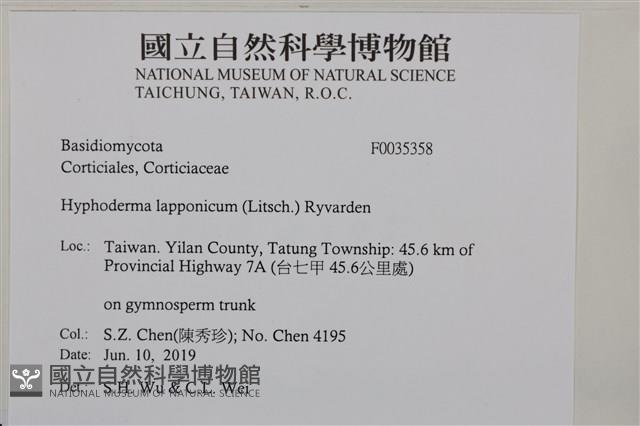 國立自然科學博物館
NATIONAL MUSEUM OF NATURAL SCIENCE
TAICHUNG, TAIWAN, R.O.C.
Basidiomycota F0035358
Corticiales, Corticiaceae
Hyphoderma lapponicum (Litsch.) Ryvarden
Loc.: Taiwan. Yilan County, Tatung Township: 45.6 km of
Provincial Highway 7A (台七甲 45.6公里處)
on gymnosperm trunk
Col.: S.Z. Chen(陳秀珍); No. Chen 4195
Date: Jun. 10, 2019
Det.: S.H. Wu & C.L. Wei
國立自然科學博物館
NATIONAL MUSEUM OF NATURAL SCIENCE